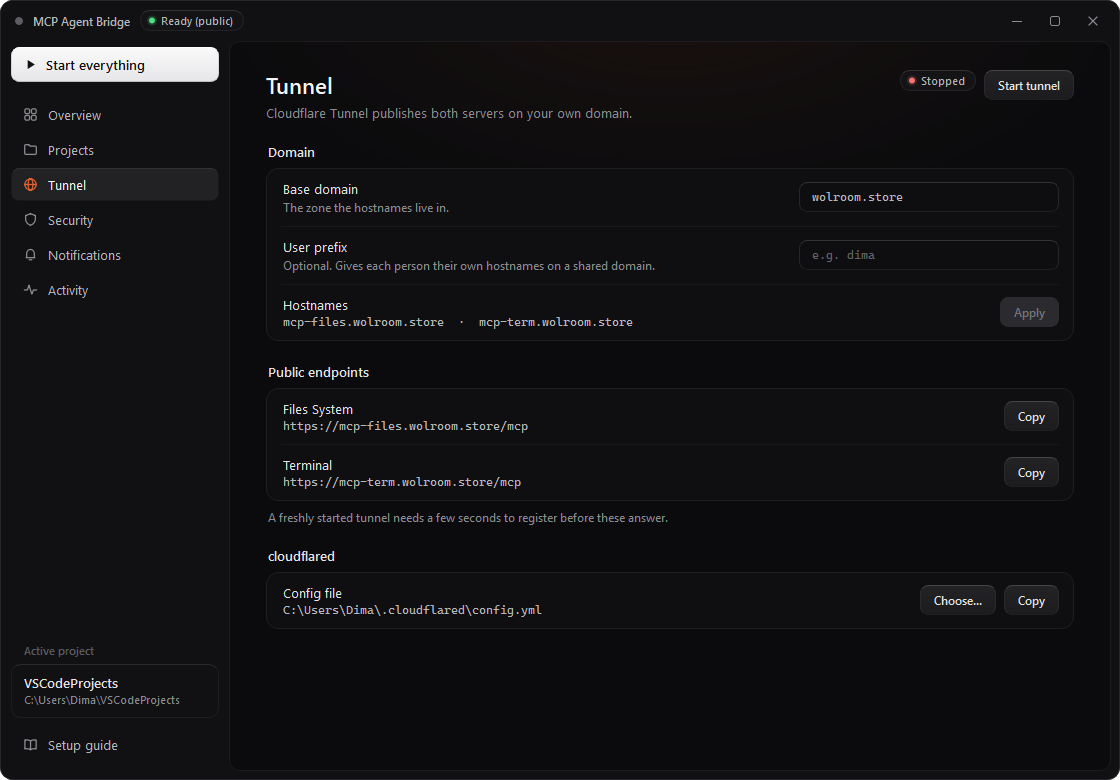 MCP Agent Bridge
Ready (public)
Start everything
Overview
Projects
Tunnel
Security
Notifications
Activity
Active project
VSCodeProjects
C:\Users\Dima\VSCodeProjects
Setup guide
Tunnel
Stopped
Start tunnel
Cloudflare Tunnel publishes both servers on your own domain.
Domain
Base domain
The zone the hostnames live in.
wolroom.store
User prefix
Optional. Gives each person their own hostnames on a shared domain.
e.g. dima
Hostnames
mcp-files.wolroom.store · mcp-term.wolroom.store
Apply
Public endpoints
Files System
https://mcp-files.wolroom.store/mcp
Copy
Terminal
https://mcp-term.wolroom.store/mcp
Copy
A freshly started tunnel needs a few seconds to register before these answer.
cloudflared
Config file
C:\Users\Dima\.cloudflared\config.yml
Choose...
Copy